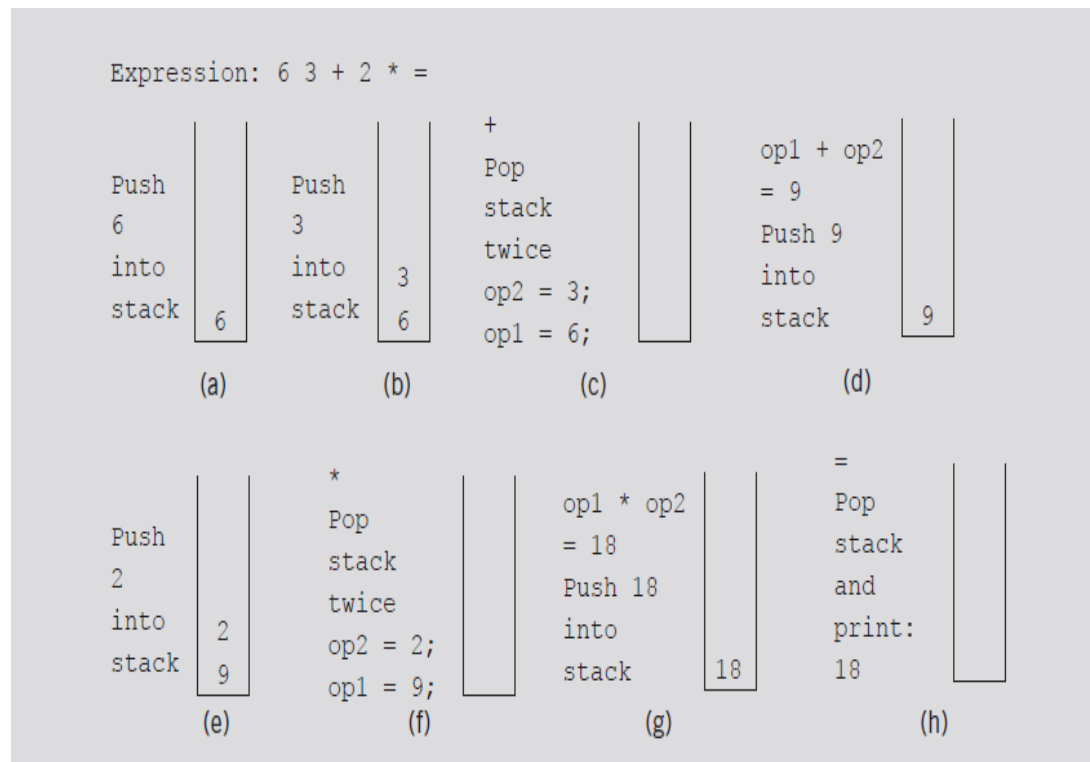 Expression: 6 3 + 2 * =
Push
6
into
stack
6
(a)
Push
3
into
stack
3
6
(b)
+
Pop
stack
twice
op2 = 3;
op1 = 6;
(c)
op1 + op2
= 9
Push 9
into
stack
9
(d)
Push
2
into
stack
2
9
(e)
*
Pop
stack
twice
op2 = 2;
op1 = 9;
(f)
op1 * op2
= 18
Push 18
into
stack
18
(g)
=
Pop
stack
and
print:
18
(h)